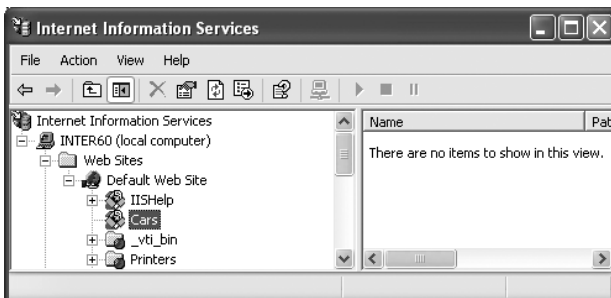 Internet Information Services
File Action View Help
Internet Information Services
INTER60 (local computer)
Web Sites
Default Web Site
IISHelp
Cars
_vti_bin
Printers
Name Pat
There are no items to show in this view.